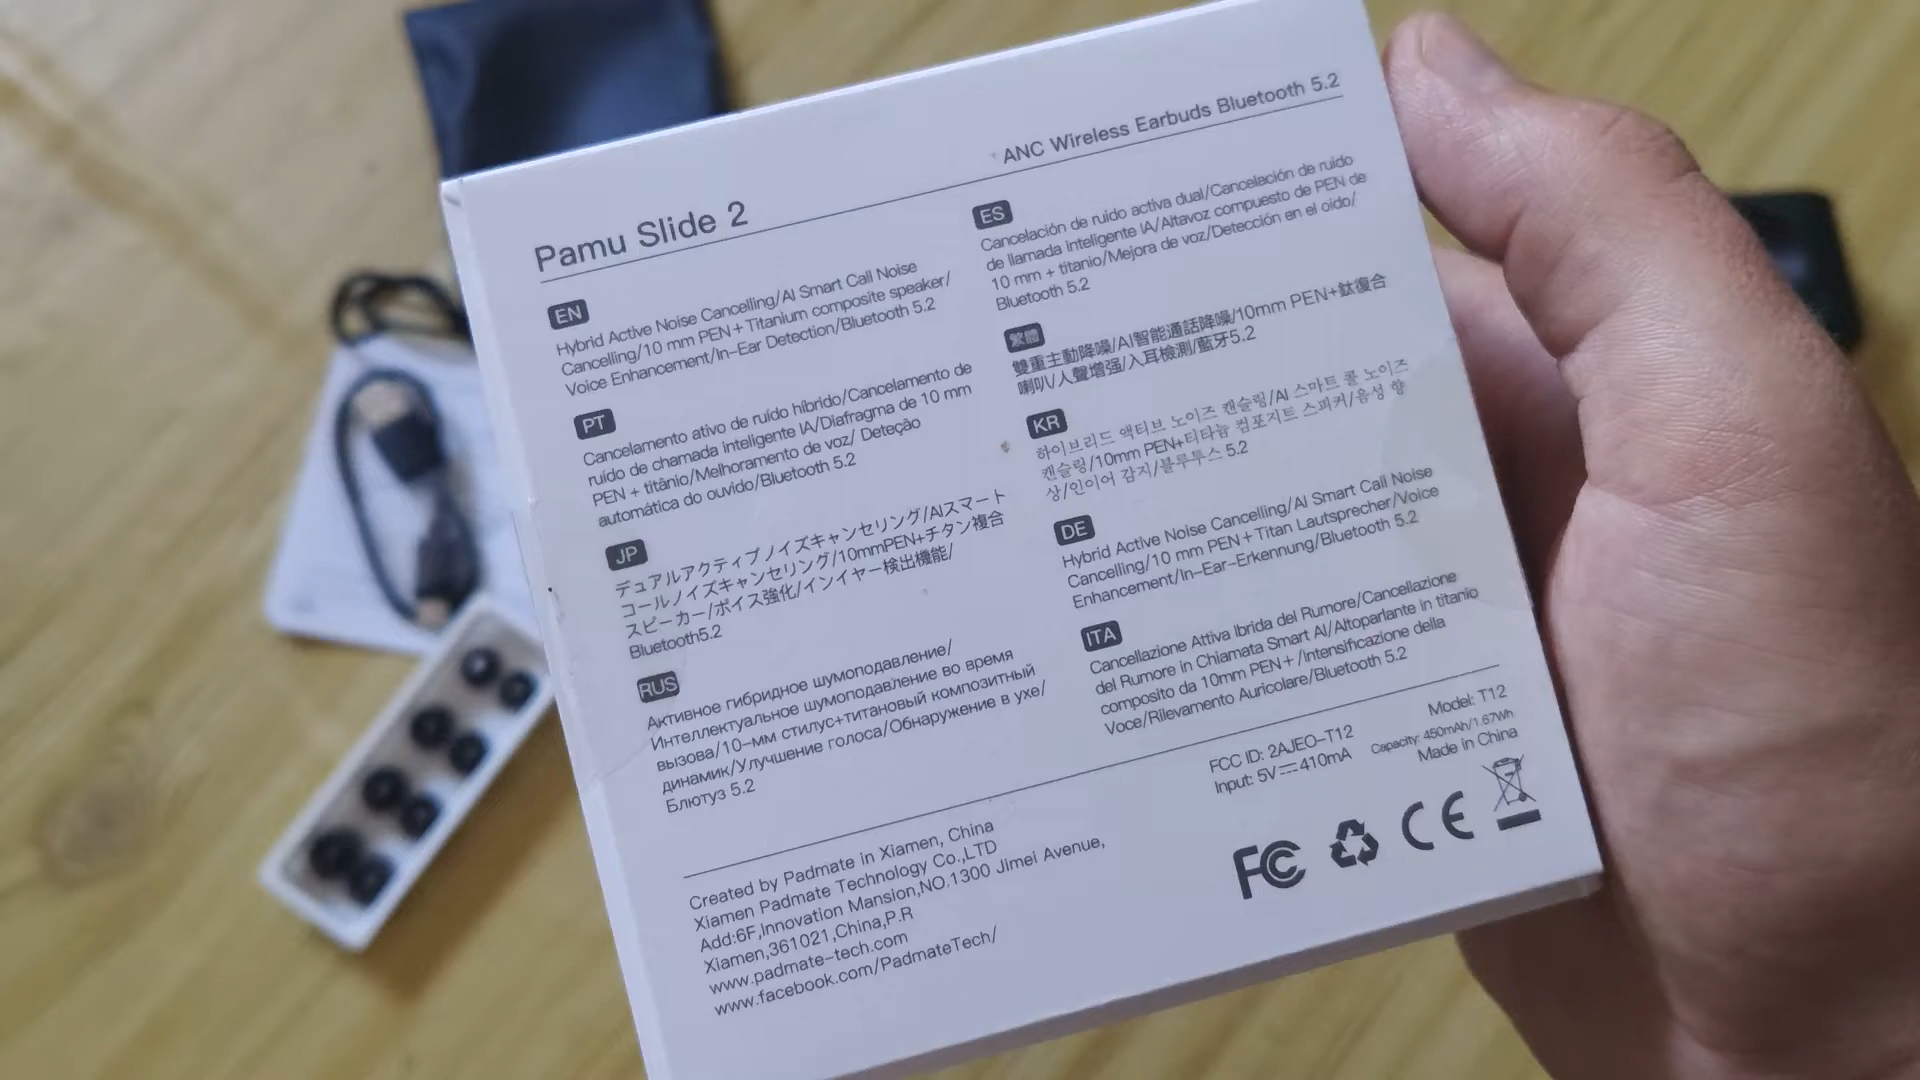 Pamu Slide 2
ANC Wireless Earbuds Bluetooth 5.2
EN
Hybrid Active Noise Cancelling/AI Smart Call Noise
Cancelling/10 mm PEN+Titanium composite speaker/
Voice Enhancement/In-Ear Detection/Bluetooth 5.2
PT
Cancelamento ativo de ruído híbrido/Cancelamento de
ruído de chamada inteligente IA/Diafragma de 10 mm
PEN + titânio/Melhoramento de voz/ Deteção
automática do ouvido/Bluetooth 5.2
JP
デュアルアクティブノイズキャンセリング/AIスマート
コールノイズキャンセリング/10mmPEN+チタン複合
スピーカー/ボイス強化/インイヤー検出機能/
Bluetooth5.2
RUS
Активное гибридное шумоподавление/
Интеллектуальное шумоподавление во время
вызова/10-мм стилус+титановый композитный
динамик/Улучшение голоса/Обнаружение в ухе/
Блютуз 5.2
ES
Cancelación de ruido activa dual/Cancelación de ruido
de llamada inteligente IA/Altavoz compuesto de PEN de
10 mm + titanio/Mejora de voz/Detección en el oído/
Bluetooth 5.2
繁體
雙重主動降噪/AI智能通話降噪/10mm PEN+鈦復合
喇叭/人聲增强/入耳檢測/藍牙5.2
KR
하이브리드 액티브 노이즈 캔슬링/AI 스마트 콜 노이즈
캔슬링/10mm PEN+티타늄 컴포지트 스피커/음성 향
상/인이어 감지/블루투스 5.2
DE
Hybrid Active Noise Cancelling/AI Smart Call Noise
Cancelling/10 mm PEN+Titan Lautsprecher/Voice
Enhancement/In-Ear-Erkennung/Bluetooth 5.2
ITA
Cancellazione Attiva Ibrida del Rumore/Cancellazione
del Rumore in Chiamata Smart AI/Altoparlante in titanio
composito da 10mm PEN+ /Intensificazione della
Voce/Rilevamento Auricolare/Bluetooth 5.2
Created by Padmate in Xiamen, China
Xiamen Padmate Technology Co.,LTD
Add:6F,Innovation Mansion,NO.1300 Jimei Avenue,
Xiamen,361021,China,P.R
www.padmate-tech.com
www.facebook.com/PadmateTech/
Model: T12
FCC ID: 2AJEO-T12 Capacity: 450mAh/1.67Wh
Input: 5V⎓410mA Made In China
FC CE